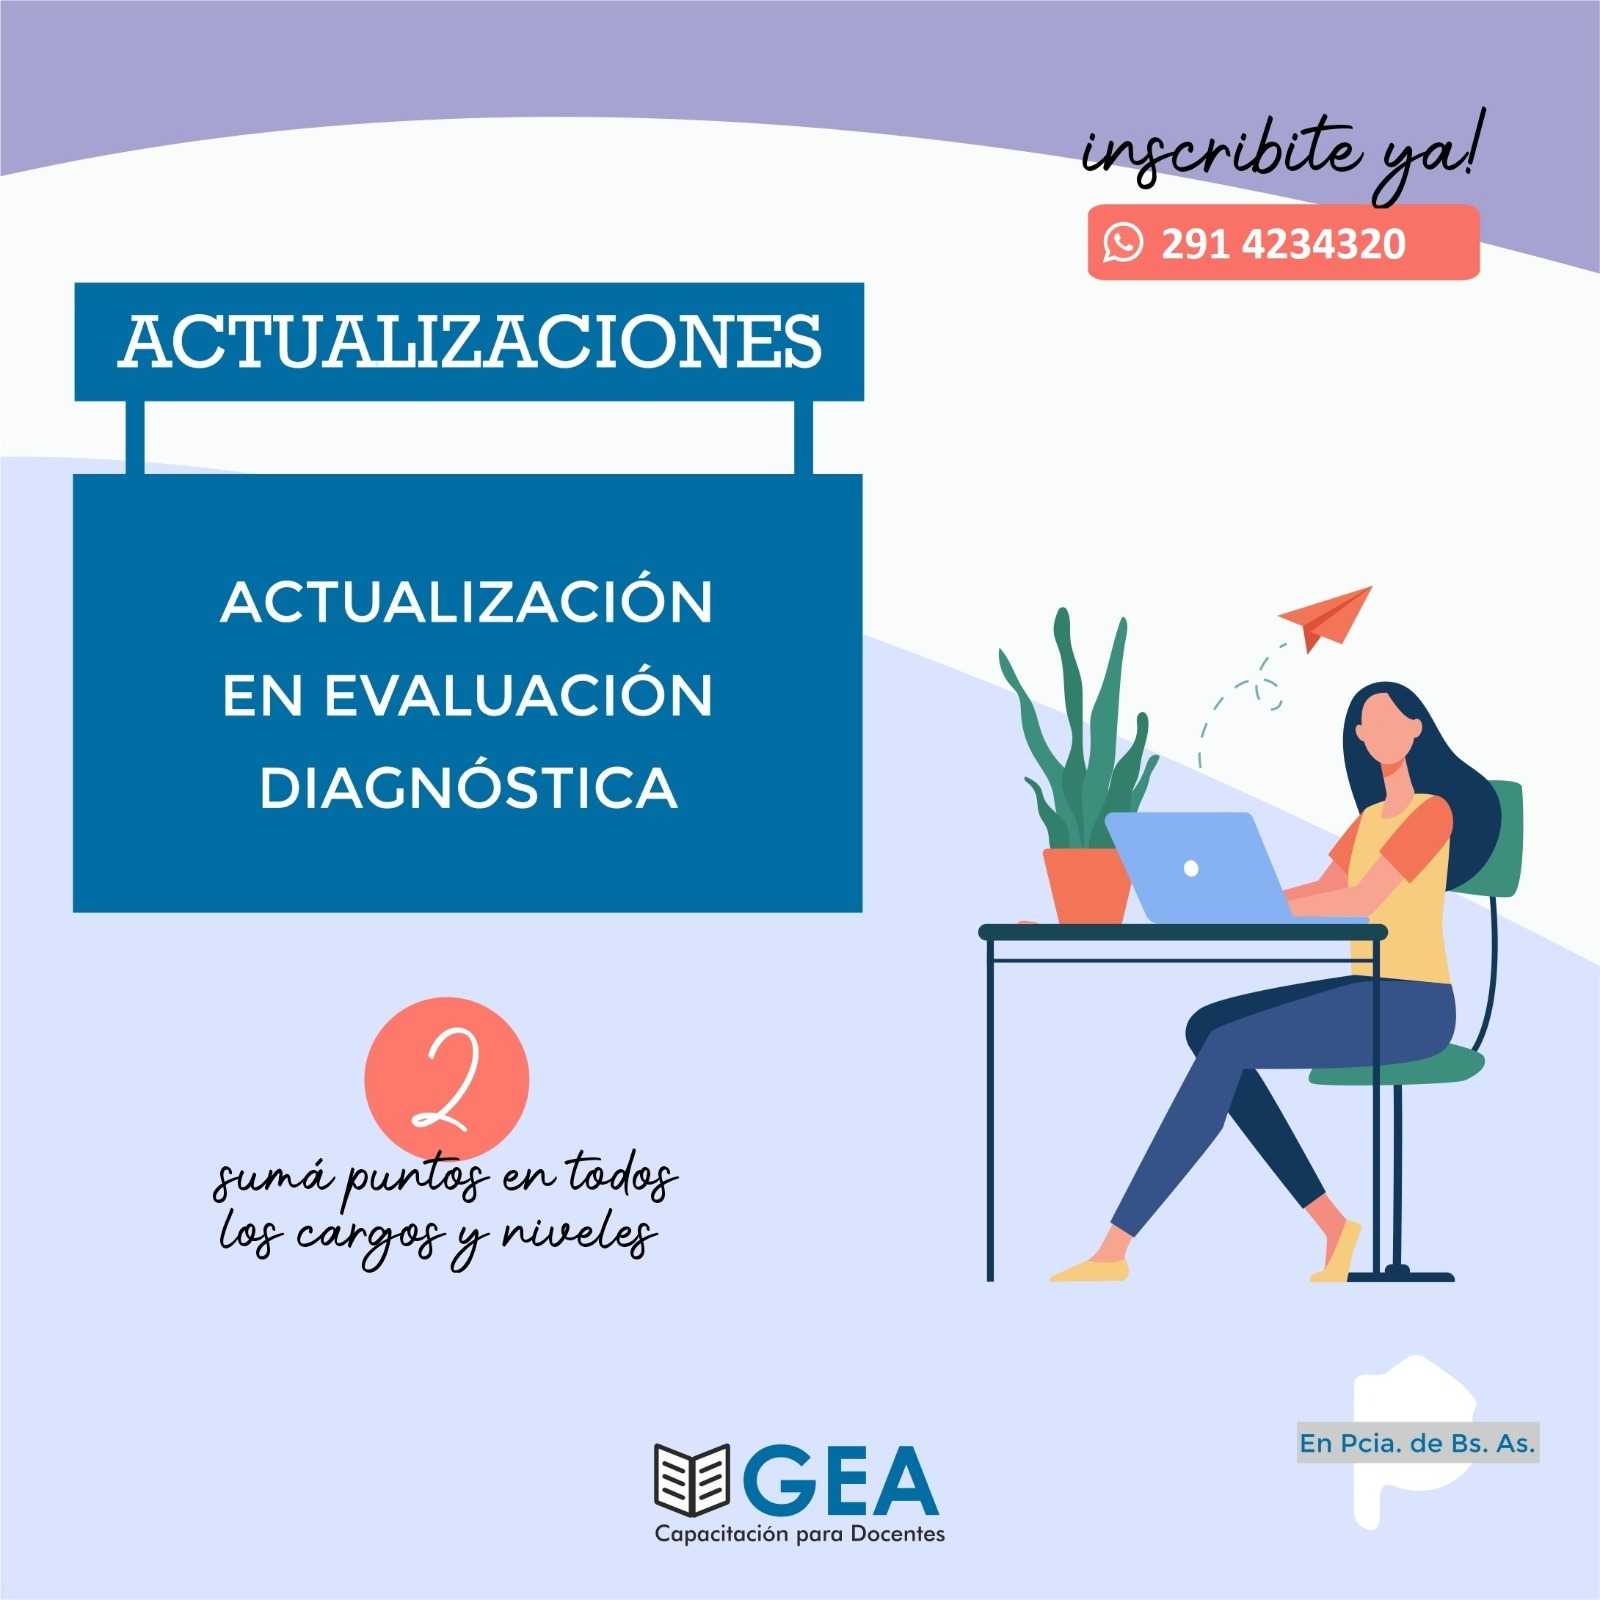 inscribite ya!
291 4234320
ACTUALIZACIONES
ACTUALIZACIÓN
EN EVALUACIÓN
DIAGNÓSTICA
2
sumá puntos en todos
los cargos y niveles
En Pcia. de Bs. As.
GEA
Capacitación para Docentes